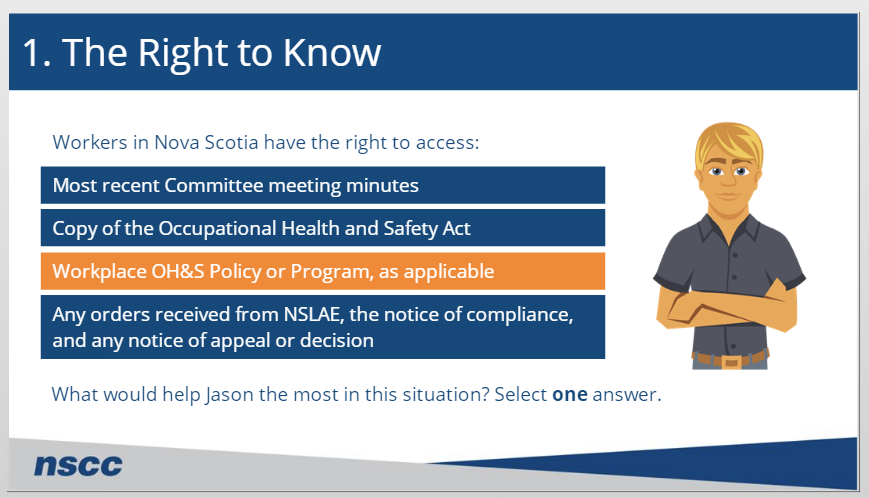 1. The Right to Know
Workers in Nova Scotia have the right to access:
Most recent Committee meeting minutes
Copy of the Occupational Health and Safety Act
Workplace OH&S Policy or Program, as applicable
Any orders received from NSLAE, the notice of compliance,
and any notice of appeal or decision
What would help Jason the most in this situation? Select one answer.
nscc